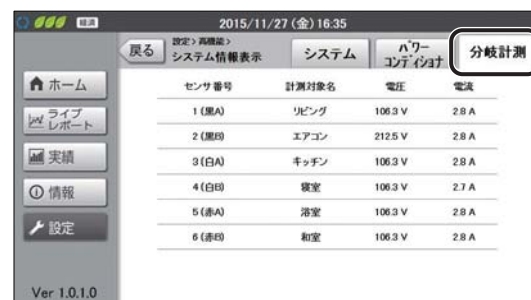 経済
2015/11/27 (金) 16:35
戻る
設定> 高機能>
システム情報表示
システム
パワー
コンディショナ
分岐計測
ホーム
ライブ
レポート
実績
情報
設定
Ver 1.0.1.0
センサ番号 計測対象名 電圧 電流
1 (黒A) リビング 106.3 V 2.8 A
2 (黒B) エアコン 212.5 V 2.8 A
3 (白A) キッチン 106.3 V 2.8 A
4 (白B) 寝室 106.3 V 2.7 A
5 (赤A) 浴室 106.3 V 2.8 A
6 (赤B) 和室 106.3 V 2.8 A